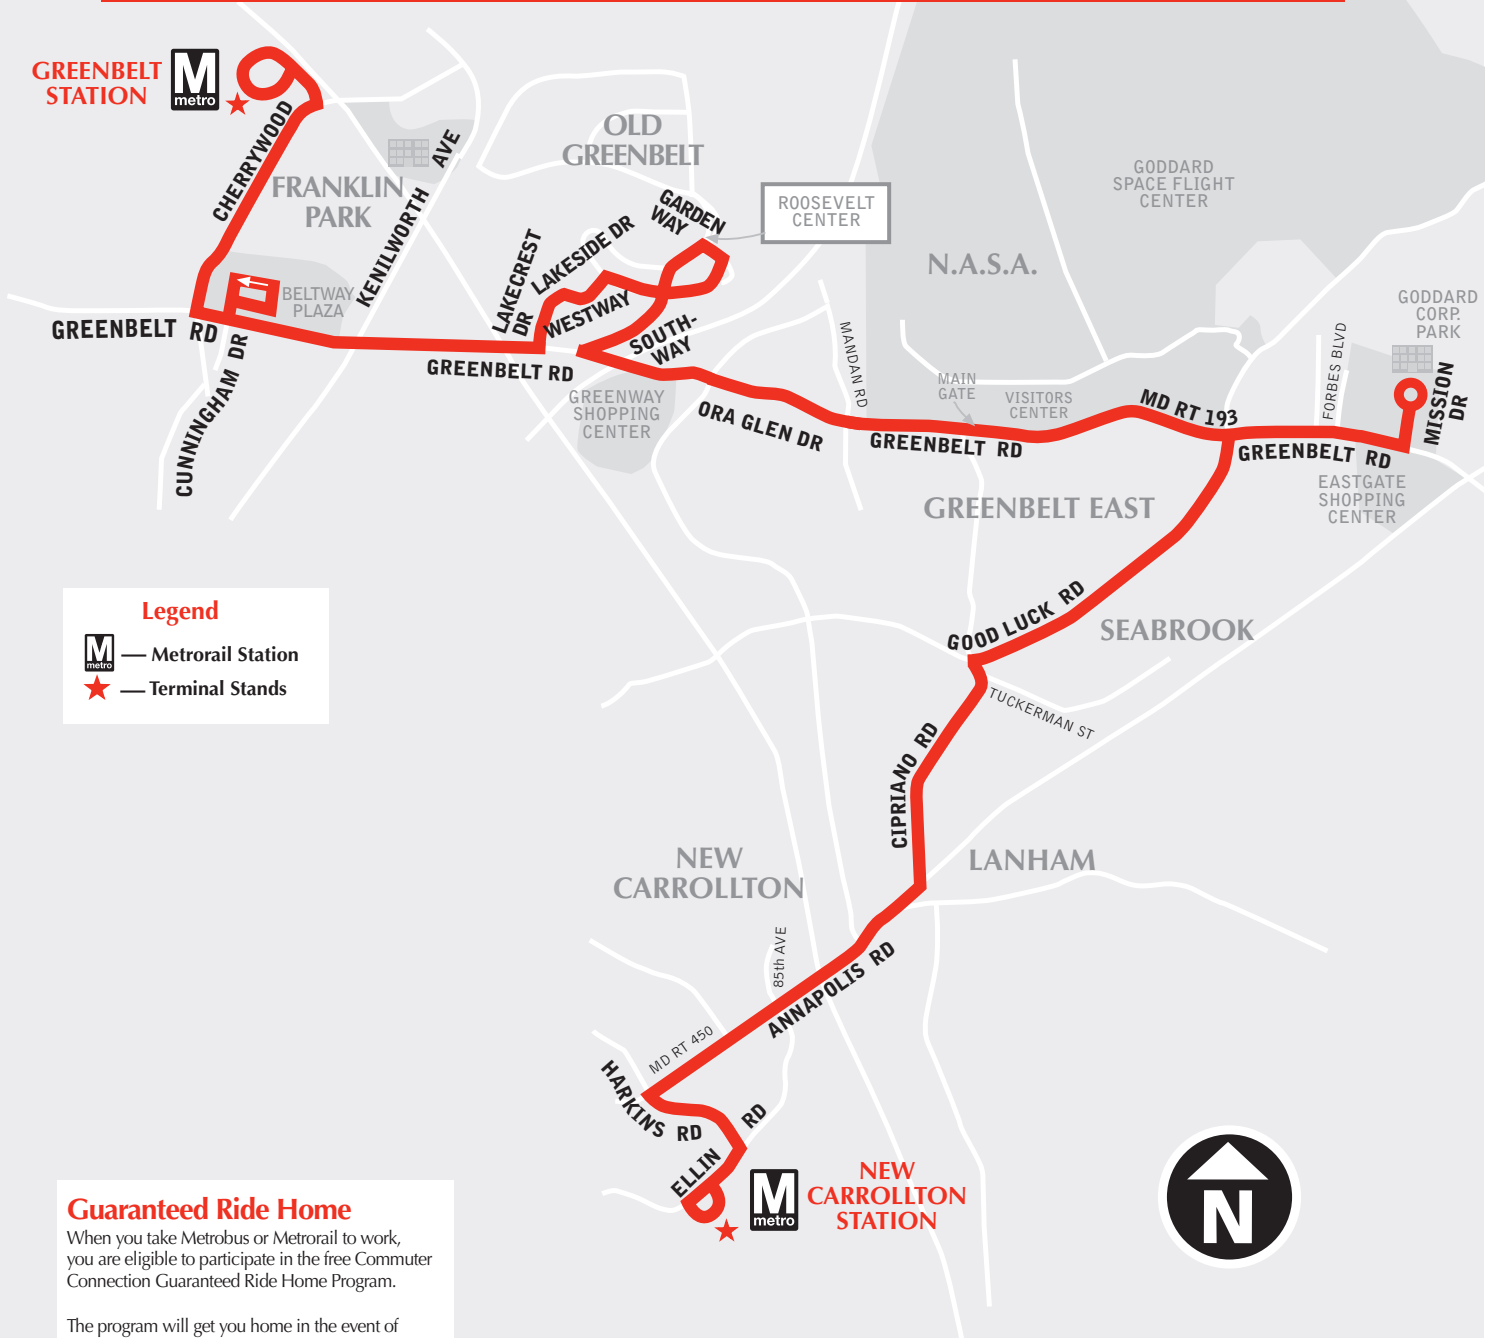 GREENBELT
STATION
M
metro
CHERRYWOOD
FRANKLIN
PARK
KENILWORTH AVE
OLD
GREENBELT
GARDEN
WAY
ROOSEVELT
CENTER
GODDARD
SPACE FLIGHT
CENTER
N.A.S.A.
LAKECREST
DR
LAKESIDE DR
WESTWAY
SOUTH-
WAY
BELTWAY
PLAZA
GREENBELT RD
CUNNINGHAM DR
GREENBELT RD
GREENWAY
SHOPPING
CENTER
ORA GLEN DR
MANDAN RD
MAIN
GATE
VISITORS
CENTER
GREENBELT RD
MD RT 193
FORBES BLVD
GODDARD
CORP.
PARK
MISSION
DR
GREENBELT RD
EASTGATE
SHOPPING
CENTER
GREENBELT EAST
GOOD LUCK RD
SEABROOK
TUCKERMAN ST
CIPRIANO RD
Legend
M
metro
— Metrorail Station
— Terminal Stands
NEW
CARROLLTON
LANHAM
85th AVE
ANNAPOLIS RD
MD RT 450
HARKINS RD
ELLIN RD
M
metro
NEW
CARROLLTON
STATION
N
Guaranteed Ride Home
When you take Metrobus or Metrorail to work,
you are eligible to participate in the free Commuter
Connection Guaranteed Ride Home Program.
The program will get you home in the event of